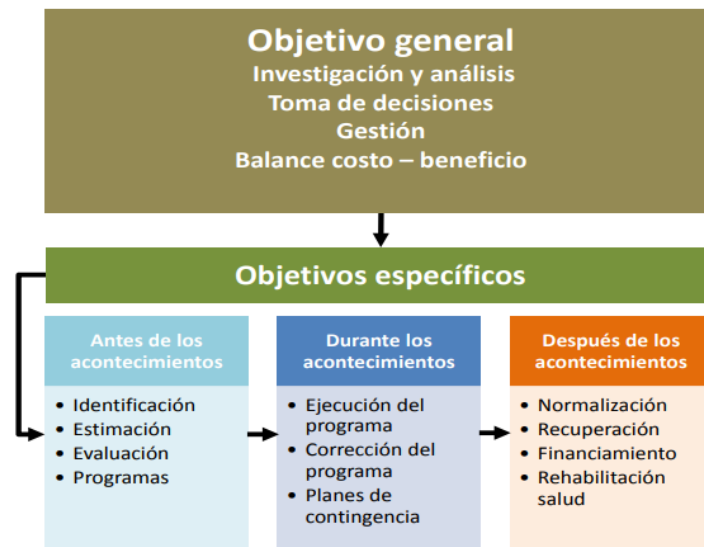 Objetivo general
Investigación y análisis
Toma de decisiones
Gestión
Balance costo – beneficio
Objetivos específicos
Antes de los
acontecimientos
• Identificación
• Estimación
• Evaluación
• Programas
Durante los
acontecimientos
• Ejecución del
programa
• Corrección del
programa
• Planes de
contingencia
Después de los
acontecimientos
• Normalización
• Recuperación
• Financiamiento
• Rehabilitación
salud